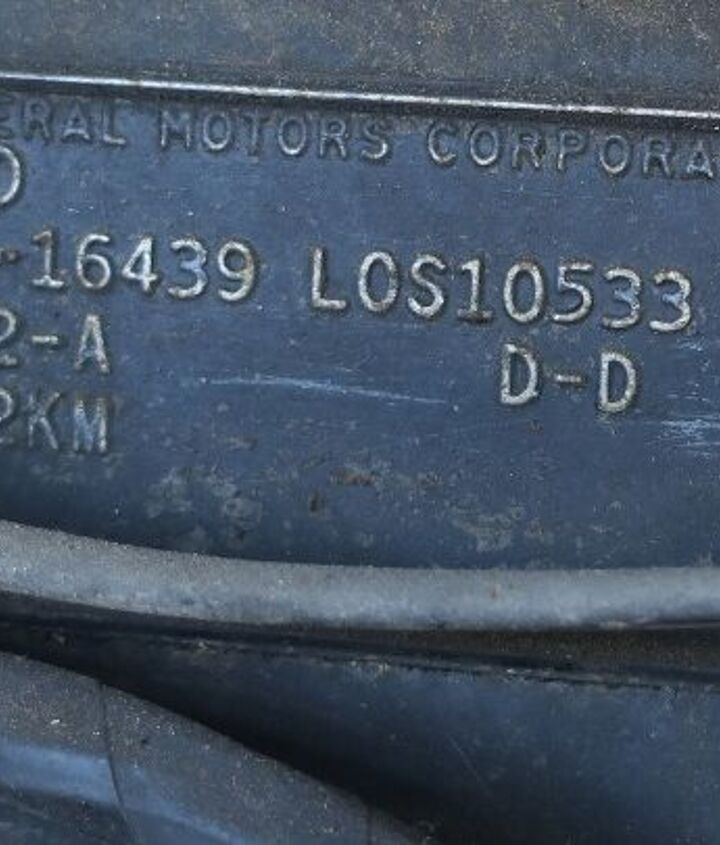 ERAL MOTORS CORPORA
D
-16439 LOS10533
2-A D-D
2KM